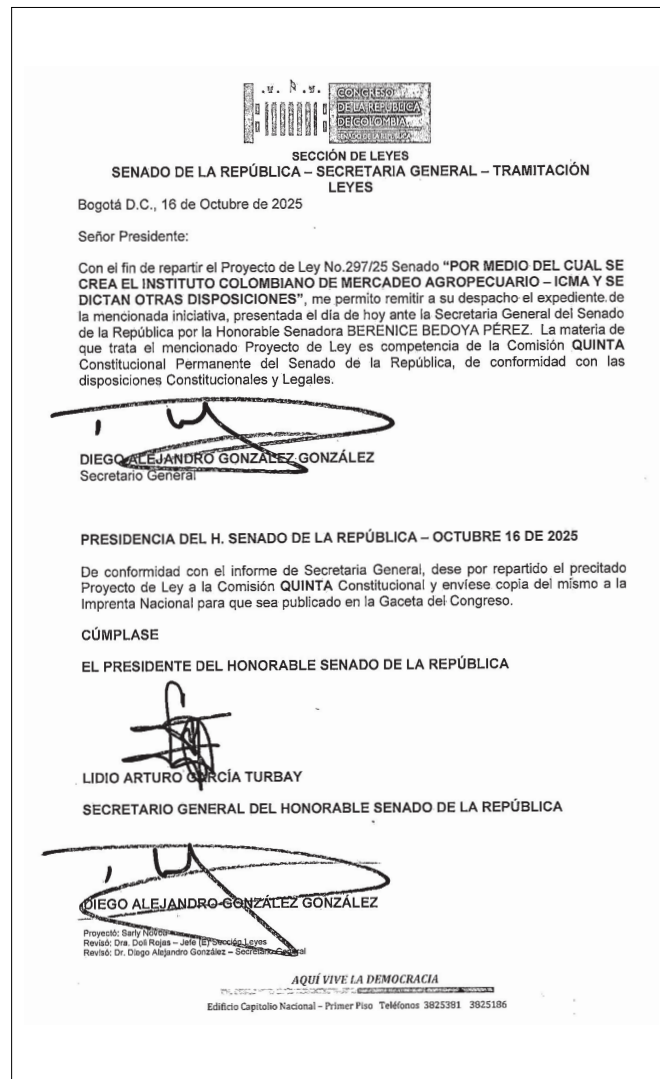 CONGRESO
DE LA REPÚBLICA
DE COLOMBIA
SECCIÓN DE LEYES
SENADO DE LA REPÚBLICA – SECRETARIA GENERAL – TRAMITACIÓN
LEYES
Bogotá D.C., 16 de Octubre de 2025
Señor Presidente:
Con el fin de repartir el Proyecto de Ley No.297/25 Senado “POR MEDIO DEL CUAL SE
CREA EL INSTITUTO COLOMBIANO DE MERCADEO AGROPECUARIO – ICMA Y SE
DICTAN OTRAS DISPOSICIONES”, me permito remitir a su despacho el expediente de
la mencionada iniciativa, presentada el día de hoy ante la Secretaria General del Senado
de la República por la Honorable Senadora BERENICE BEDOYA PÉREZ. La materia de
que trata el mencionado Proyecto de Ley es competencia de la Comisión QUINTA
Constitucional Permanente del Senado de la República, de conformidad con las
disposiciones Constitucionales y Legales.
DIEGO ALEJANDRO GONZÁLEZ GONZÁLEZ
Secretario General
PRESIDENCIA DEL H. SENADO DE LA REPÚBLICA – OCTUBRE 16 DE 2025
De conformidad con el informe de Secretaria General, dese por repartido el precitado
Proyecto de Ley a la Comisión QUINTA Constitucional y envíese copia del mismo a la
Imprenta Nacional para que sea publicado en la Gaceta del Congreso.
CÚMPLASE
EL PRESIDENTE DEL HONORABLE SENADO DE LA REPÚBLICA
LIDIO ARTURO GARCÍA TURBAY
SECRETARIO GENERAL DEL HONORABLE SENADO DE LA REPÚBLICA
DIEGO ALEJANDRO GONZÁLEZ GONZÁLEZ
Proyectó: Sarly Novoa
Revisó: Dra. Doli Rojas – Jefe (E) Sección Leyes
Revisó: Dr. Diego Alejandro González – Secretario General
AQUÍ VIVE LA DEMOCRACIA
Edificio Capitolio Nacional – Primer Piso Teléfonos 3825381 3825186